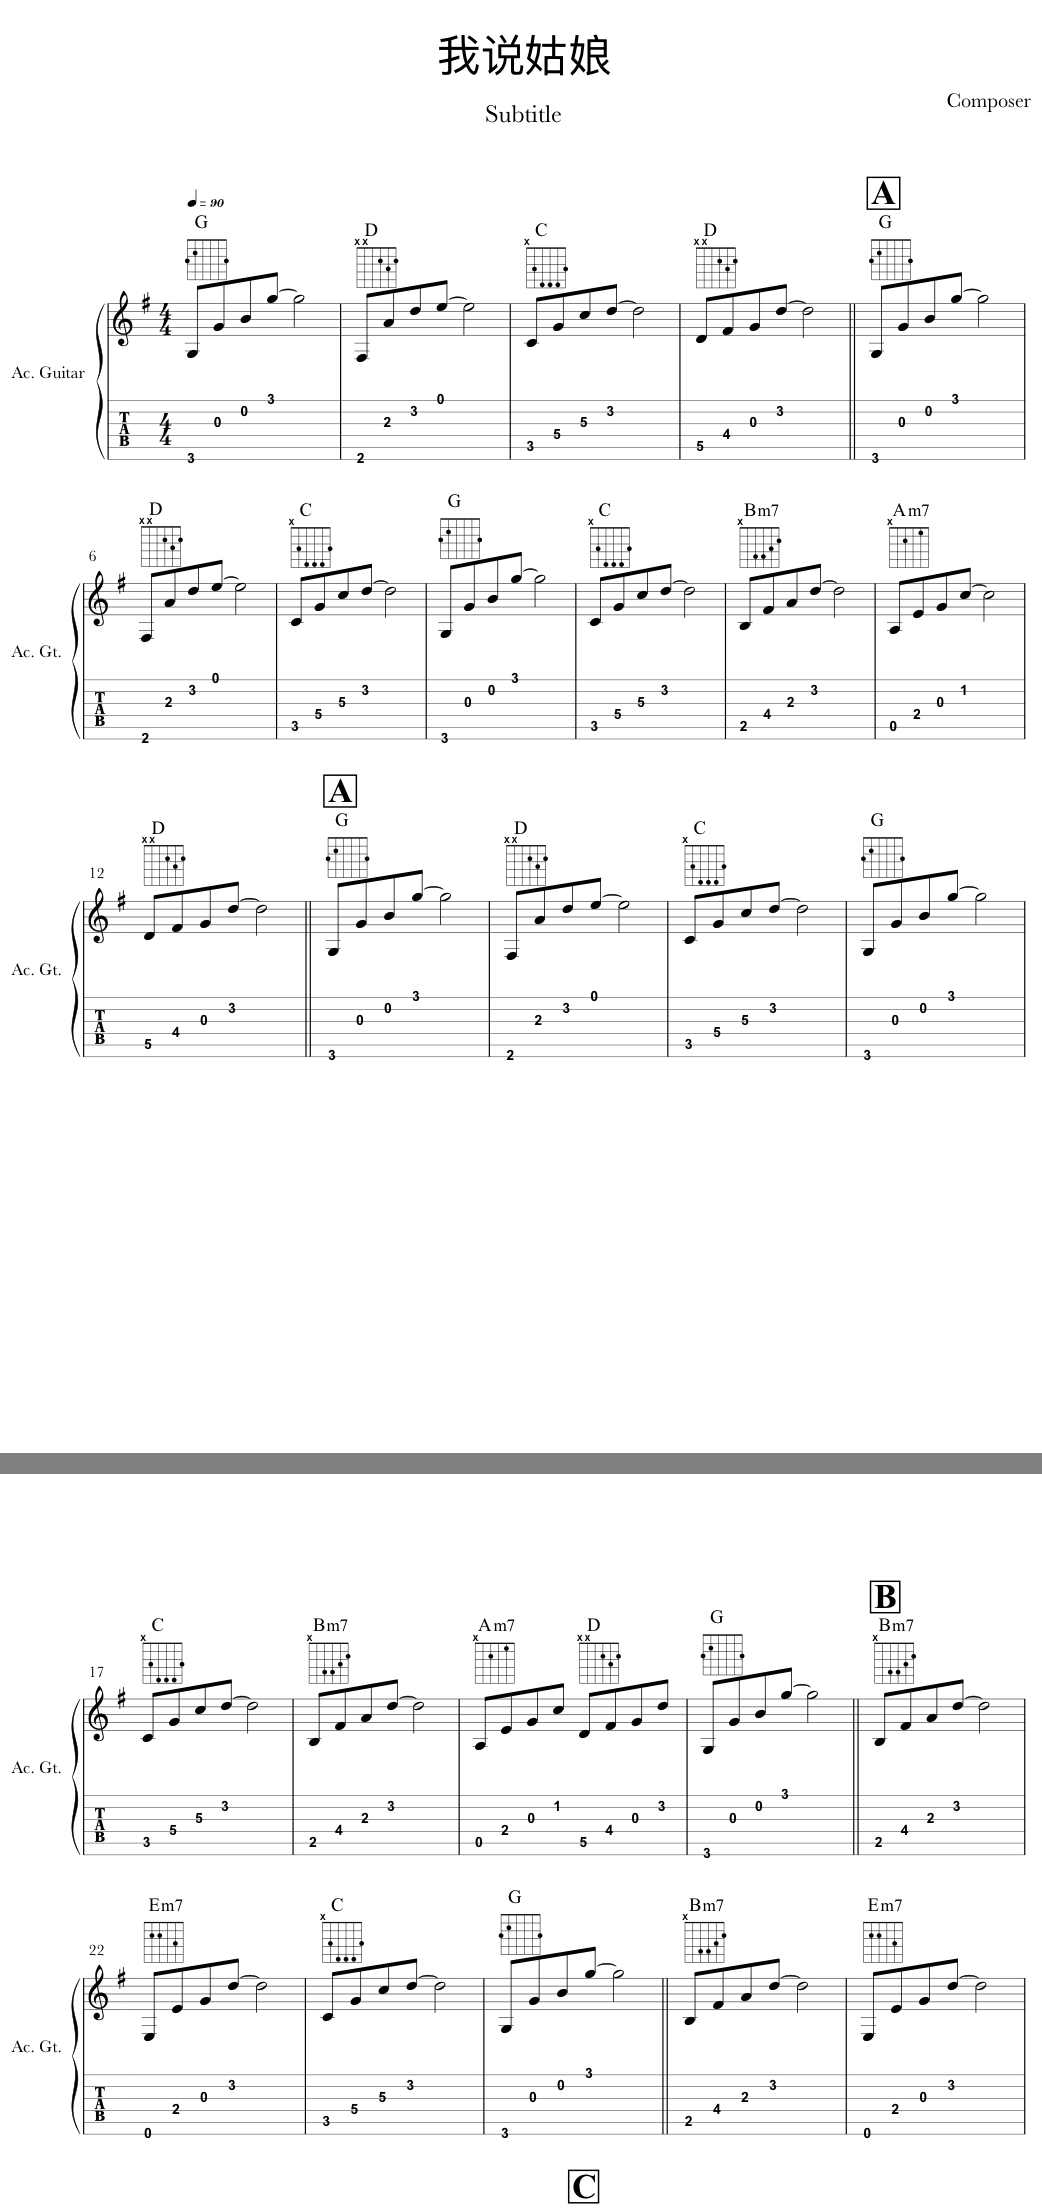 我说姑娘
Subtitle
Composer
A
= 90
G D C D G
4 4
Ac. Guitar
T A B
4 4
3 0 0 3 2 2 3 0 3 5 5 3 5 4 0 3 3 0 0 3
D C G C Bm7 Am7
x x x x x x
6
Ac. Gt.
T A B
2 2 3 0 3 5 5 3 3 0 0 3 3 5 5 3 2 4 2 3 0 2 0 1
A
D G D C G
x x x x x
12
Ac. Gt.
T A B
5 4 0 3 3 0 0 3 2 2 3 0 3 5 5 3 3 0 0 3
B
C Bm7 Am7 D G Bm7
x x x x x x
17
Ac. Gt.
T A B
3 5 5 3 2 4 2 3 0 2 0 1 5 4 0 3 3 0 0 3 2 4 2 3
Em7 C G Bm7 Em7
x x
22
Ac. Gt.
T A B
0 2 0 3 3 5 5 3 3 0 0 3 2 4 2 3 0 2 0 3
C